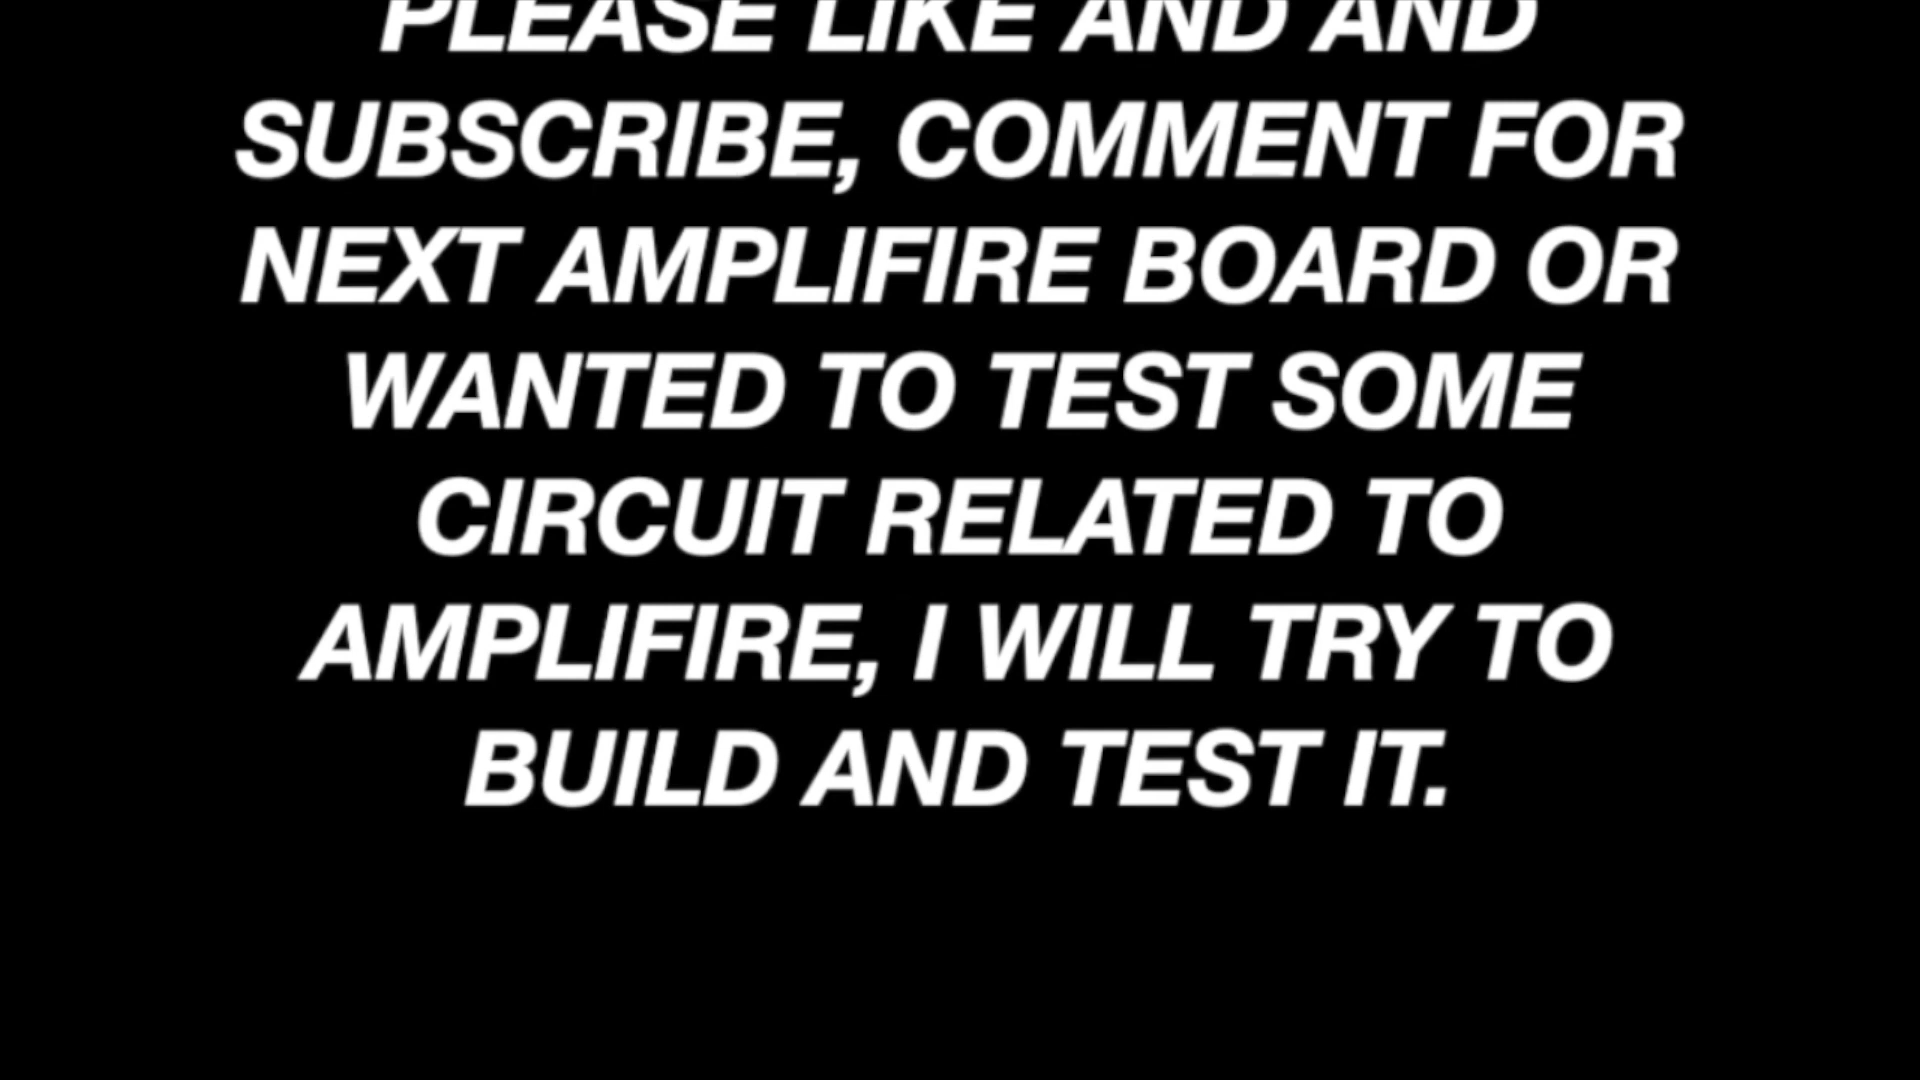 PLEASE LIKE AND AND
SUBSCRIBE, COMMENT FOR
NEXT AMPLIFIRE BOARD OR
WANTED TO TEST SOME
CIRCUIT RELATED TO
AMPLIFIRE, I WILL TRY TO
BUILD AND TEST IT.